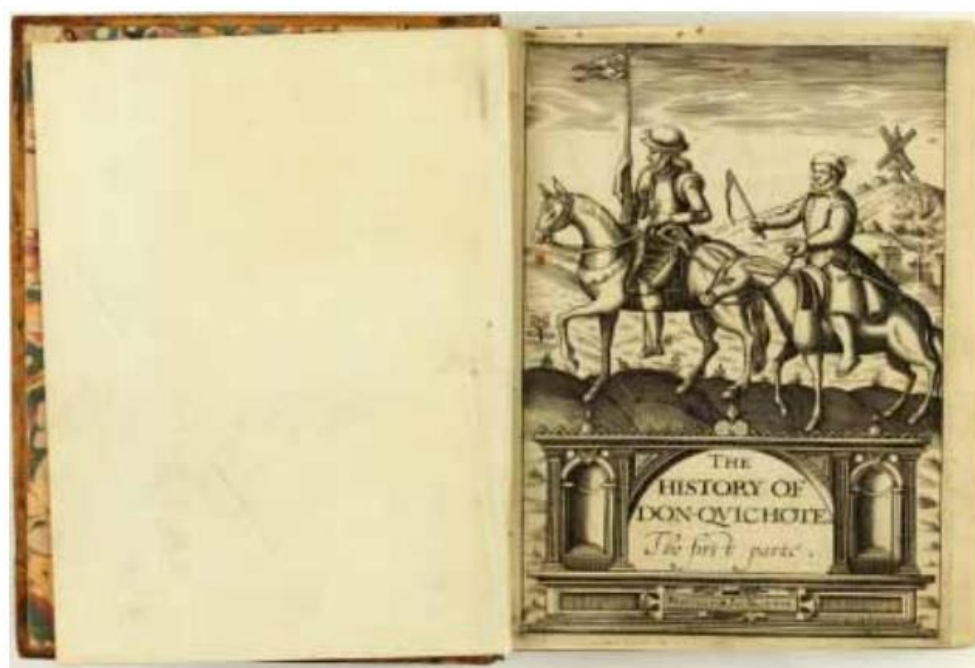 THE
HISTORY OF
DON-QVICHOTE.
The first parte.